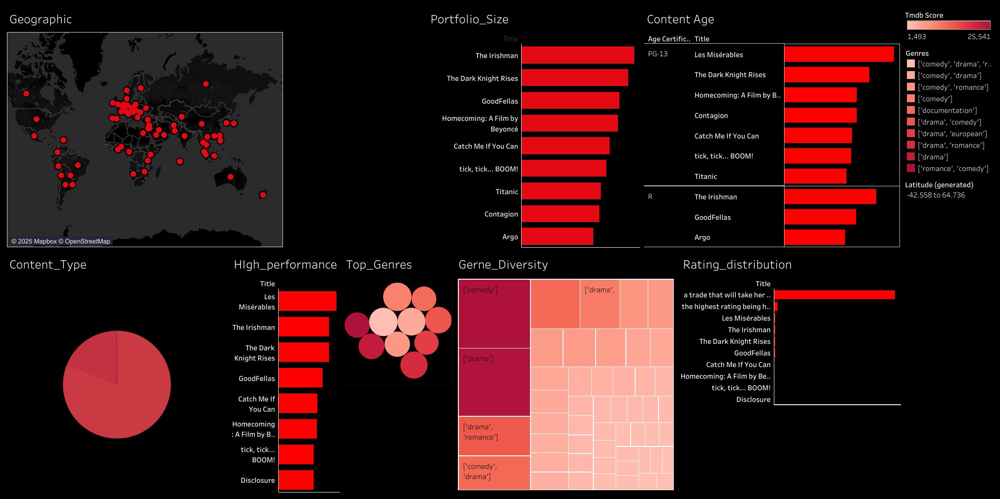 Geographic
© 2025 Mapbox © OpenStreetMap
Portfolio_Size
Title
The Irishman
The Dark Knight Rises
GoodFellas
Homecoming: A Film by
Beyoncé
Catch Me If You Can
tick, tick... BOOM!
Titanic
Contagion
Argo
Content Age
Age Certific.. Title
PG-13 Les Misérables
The Dark Knight Rises
Homecoming: A Film by B..
Contagion
Catch Me If You Can
tick, tick... BOOM!
Titanic
R The Irishman
GoodFellas
Argo
Tmdb Score
1,493 25,541
Genres
['comedy', 'drama', 'r..
['comedy', 'drama']
['comedy', 'romance']
['comedy']
['documentation']
['drama', 'comedy']
['drama', 'european']
['drama', 'romance']
['drama']
['romance', 'comedy']
Latitude (generated)
-42.558 to 64.736
Content_Type
HIgh_performance
Title
Les
Misérables
The Irishman
The Dark
Knight Rises
GoodFellas
Catch Me If
You Can
Homecoming
: A Film by B..
tick, tick...
BOOM!
Disclosure
Top_Genres
Gerne_Diversity
['comedy']
['drama',
['drama']
['drama',
'romance']
['comedy',
'drama']
Rating_distribution
Title
a trade that will take her ..
the highest rating being h..
Les Misérables
The Irishman
The Dark Knight Rises
GoodFellas
Catch Me If You Can
Homecoming: A Film by Be..
tick, tick... BOOM!
Disclosure